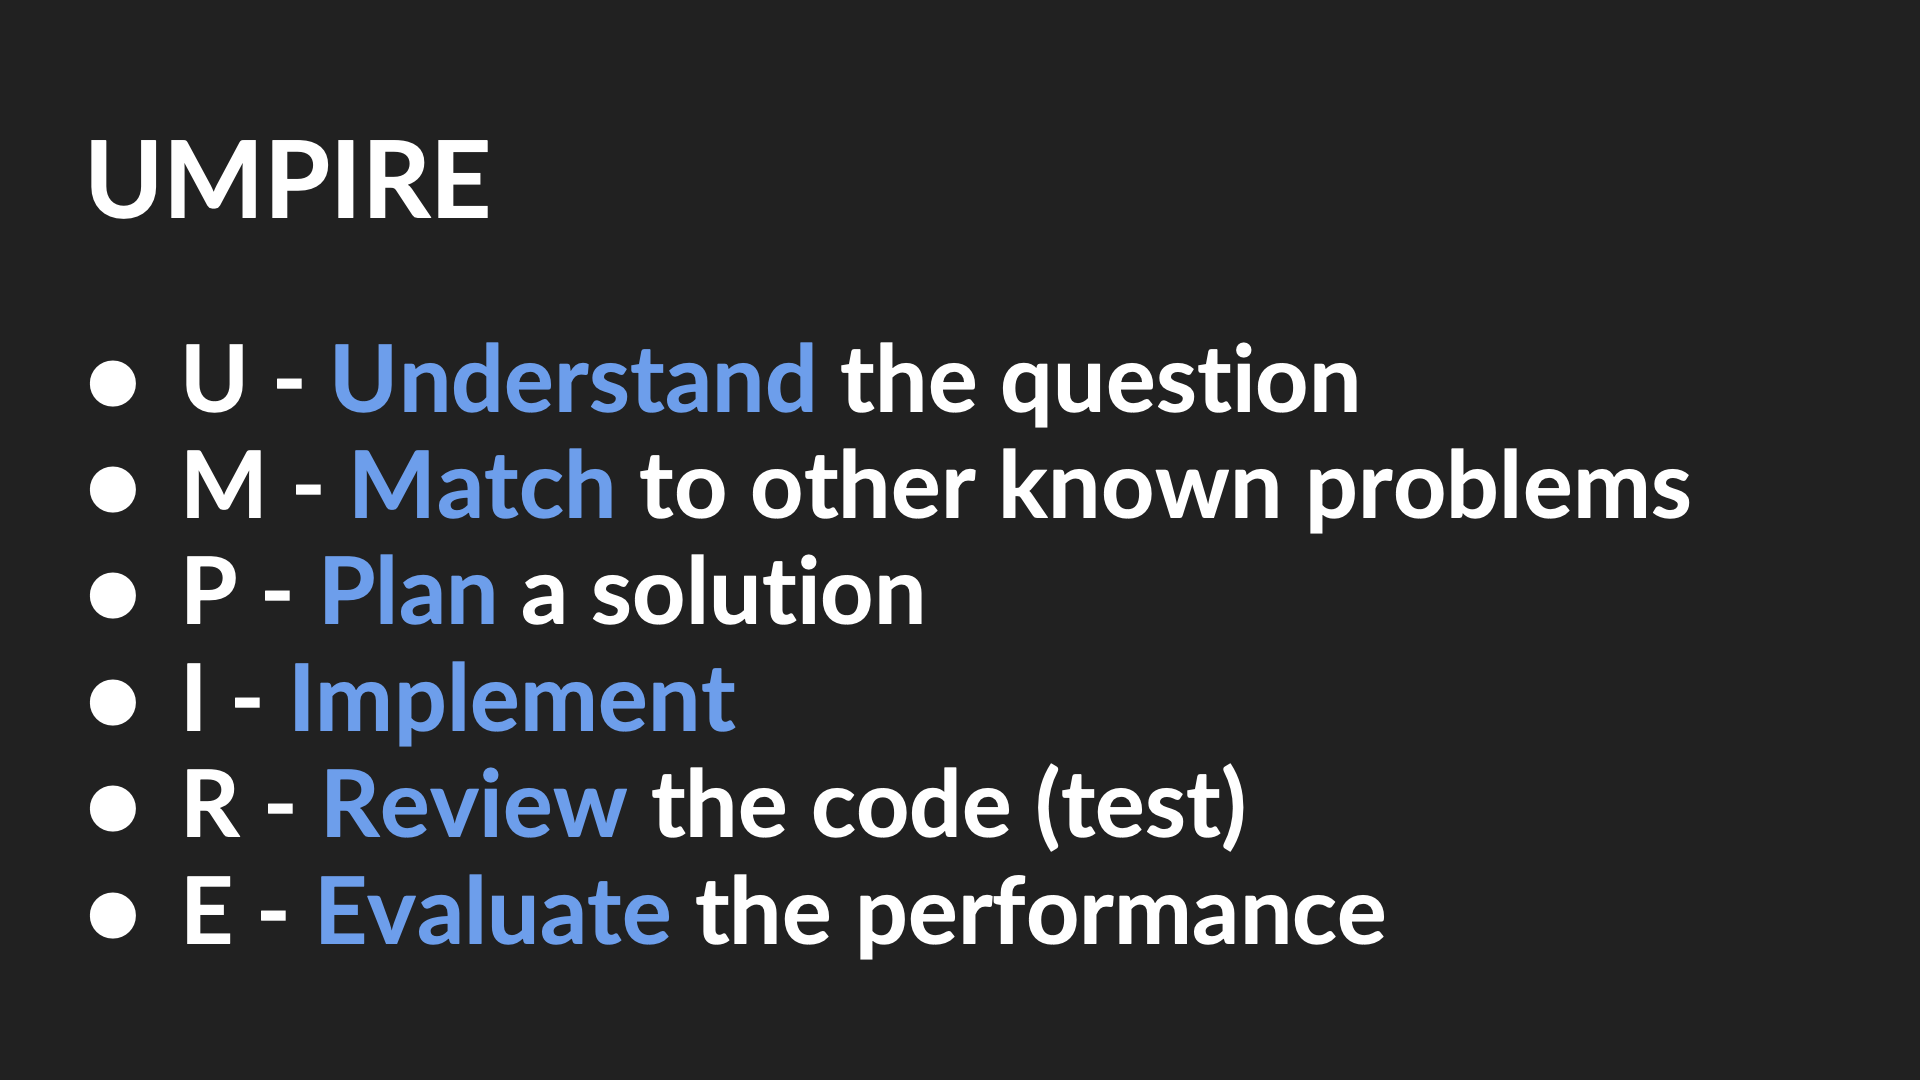 UMPIRE
● U - Understand the question
● M - Match to other known problems
● P - Plan a solution
● I - Implement
● R - Review the code (test)
● E - Evaluate the performance